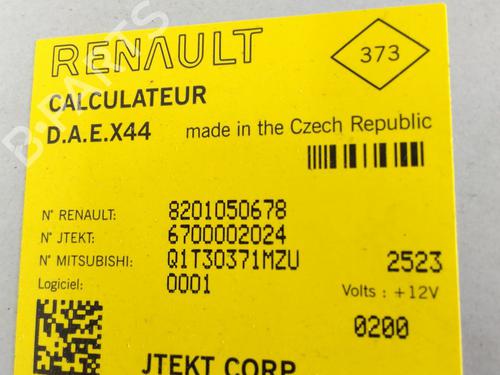 RENAULT
373
CALCULATEUR
D.A.E.X44 made in the Czech Republic
N° RENAULT: 8201050678
N° JTEKT: 6700002024
N° MITSUBISHI: Q1T30371MZU 2523
Logiciel: 0001 Volts : +12V
0200
JTEKT CORP
B-PARTS